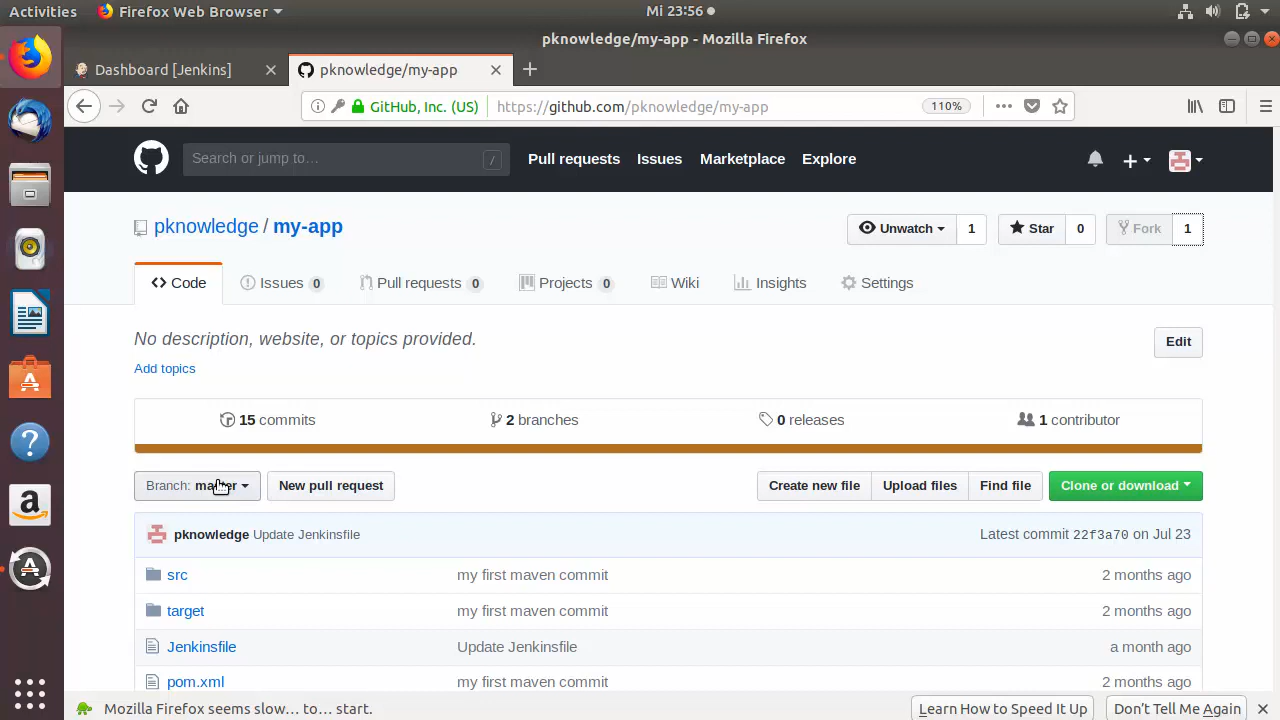 Activities Firefox Web Browser Mi 23:56
pknowledge/my-app - Mozilla Firefox
Dashboard [Jenkins] pknowledge/my-app
GitHub, Inc. (US) https://github.com/pknowledge/my-app 110%
Search or jump to… / Pull requests Issues Marketplace Explore
pknowledge / my-app Unwatch 1 Star 0 Fork 1
Code Issues 0 Pull requests 0 Projects 0 Wiki Insights Settings
No description, website, or topics provided. Edit
Add topics
15 commits 2 branches 0 releases 1 contributor
Branch: master New pull request Create new file Upload files Find file Clone or download
pknowledge Update Jenkinsfile Latest commit 22f3a70 on Jul 23
src my first maven commit 2 months ago
target my first maven commit 2 months ago
Jenkinsfile Update Jenkinsfile a month ago
pom.xml my first maven commit 2 months ago
Mozilla Firefox seems slow… to… start. Learn How to Speed It Up Don't Tell Me Again